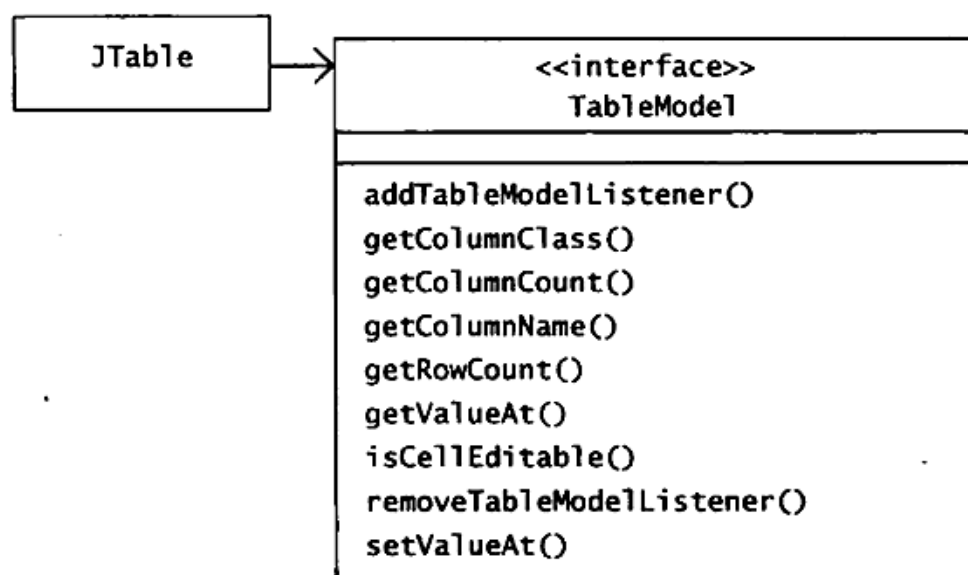 JTable
<<interface>>
TableModel
addTableModelListener()
getColumnClass()
getColumnCount()
getColumnName()
getRowCount()
getValueAt()
isCellEditable()
removeTableModelListener()
setValueAt()